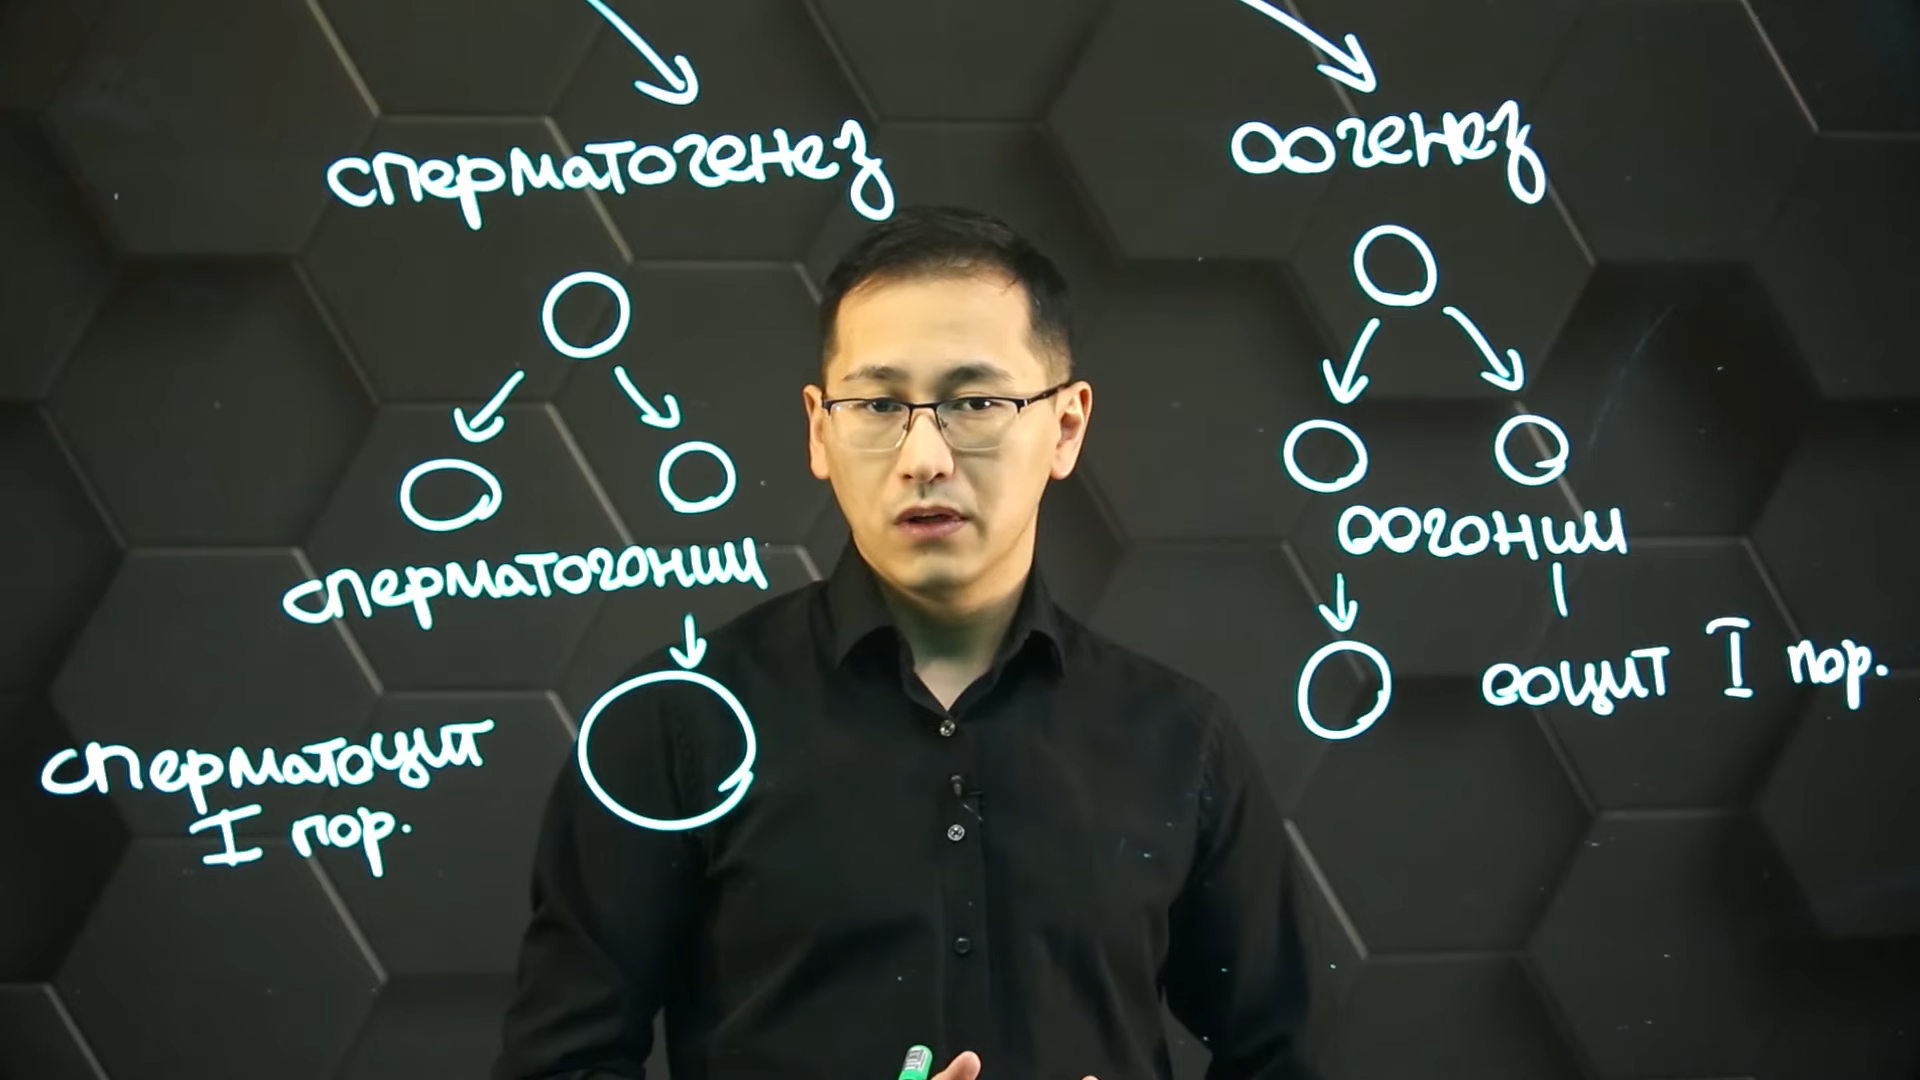 сперматогенез
оогенез
сперматогонии
оогонии
сперматоцит
I пор.
ооцит I пор.